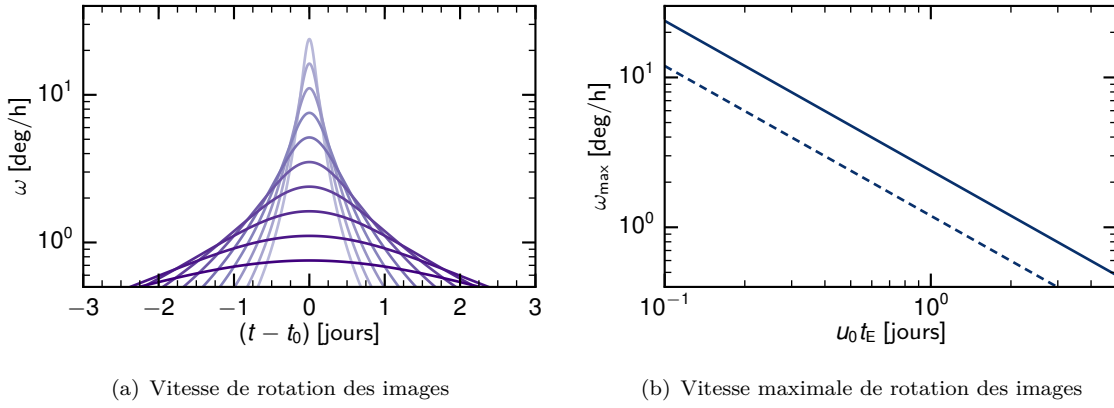 10¹
10⁰
ω [deg/h]
−3 −2 −1 0 1 2 3
(t − t₀) [jours]
(a) Vitesse de rotation des images
10¹
10⁰
ω_max [deg/h]
10⁻¹ 10⁰
u₀t_E [jours]
(b) Vitesse maximale de rotation des images